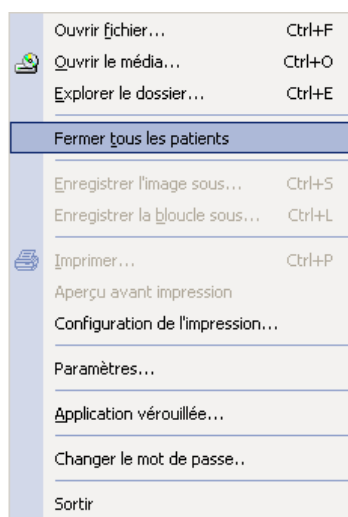 Ouvrir fichier... Ctrl+F
Ouvrir le média... Ctrl+O
Explorer le dossier... Ctrl+E
Fermer tous les patients
Enregistrer l'image sous... Ctrl+S
Enregistrer la bloucle sous... Ctrl+L
Imprimer... Ctrl+P
Aperçu avant impression
Configuration de l'impression...
Paramètres...
Application vérouillée...
Changer le mot de passe..
Sortir